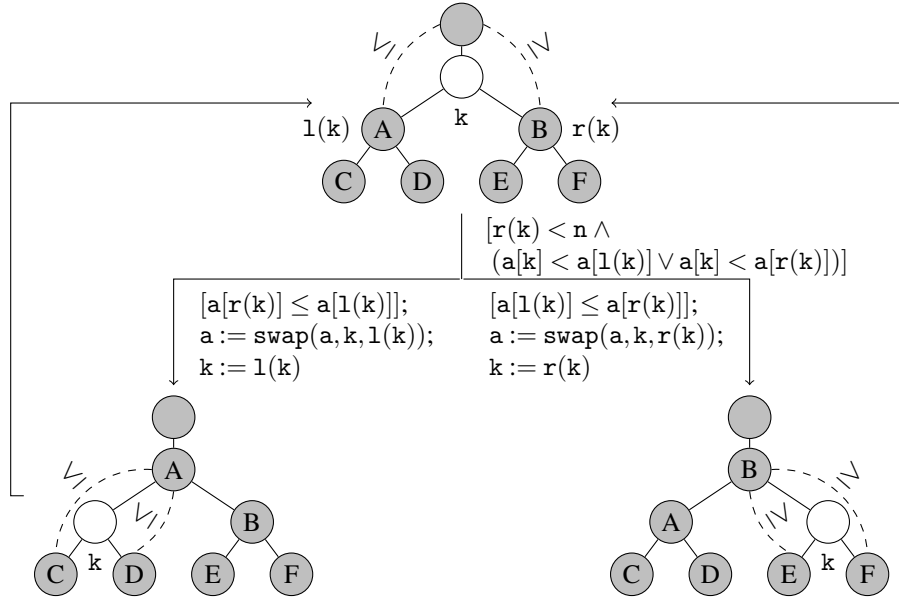 ≤ ≥
k
l(k) A B r(k)
C D E F
[r(k) < n ∧
(a[k] < a[l(k)] ∨ a[k] < a[r(k)])]
[a[r(k)] ≤ a[l(k)]];
a := swap(a, k, l(k));
k := l(k)
[a[l(k)] ≤ a[r(k)]];
a := swap(a, k, r(k));
k := r(k)
A
≤ ≤
B
C k D E F
B
≥ ≥
A
C D E k F